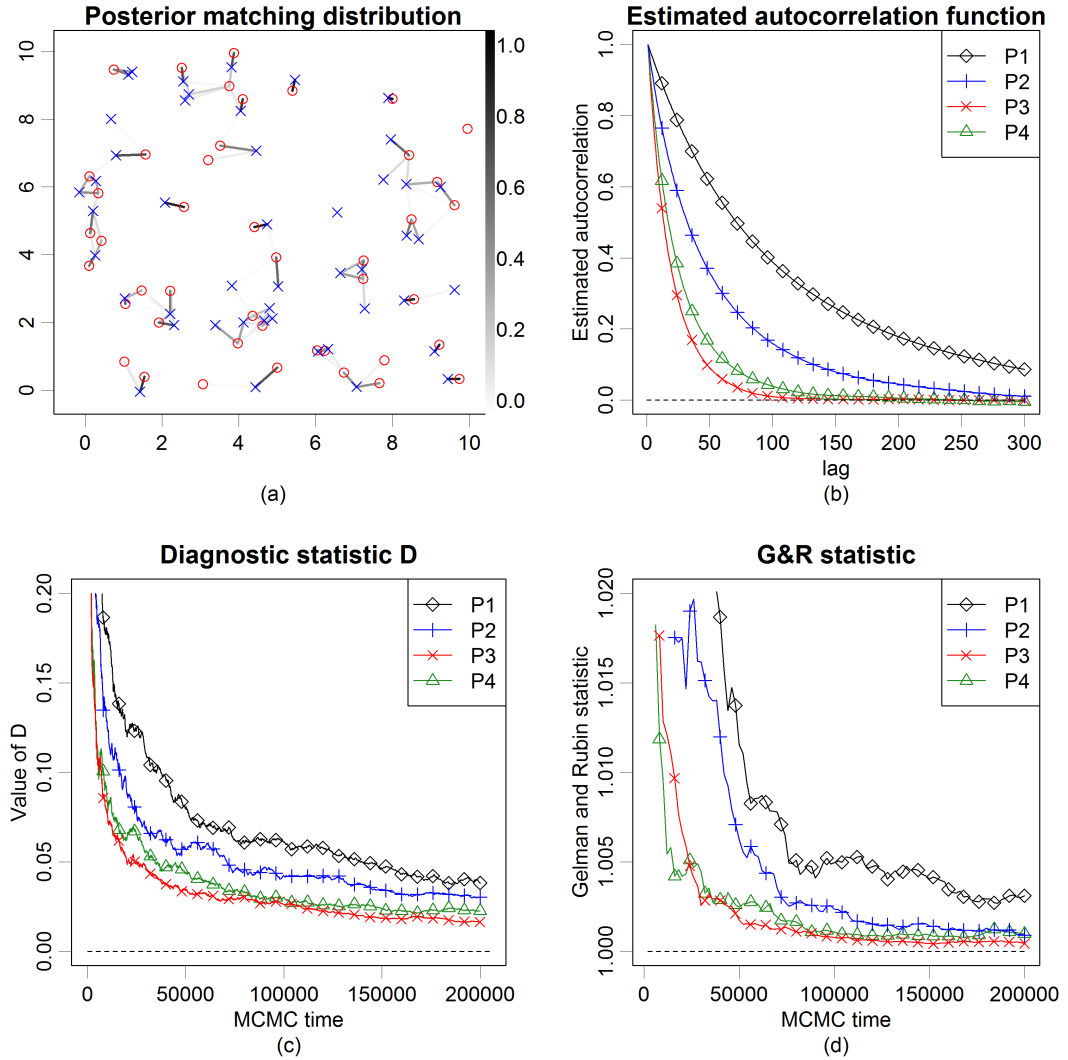 Posterior matching distribution
10
8
6
4
2
0
0 2 4 6 8 10
1.0
0.8
0.6
0.4
0.2
0.0
(a)
Estimated autocorrelation function
Estimated autocorrelation
1.0
0.8
0.6
0.4
0.2
0.0
P1
P2
P3
P4
0 50 100 150 200 250 300
lag
(b)
Diagnostic statistic D
Value of D
0.20
0.15
0.10
0.05
0.00
P1
P2
P3
P4
0 50000 100000 150000 200000
MCMC time
(c)
G&R statistic
Gelman and Rubin statistic
1.020
1.015
1.010
1.005
1.000
P1
P2
P3
P4
0 50000 100000 150000 200000
MCMC time
(d)